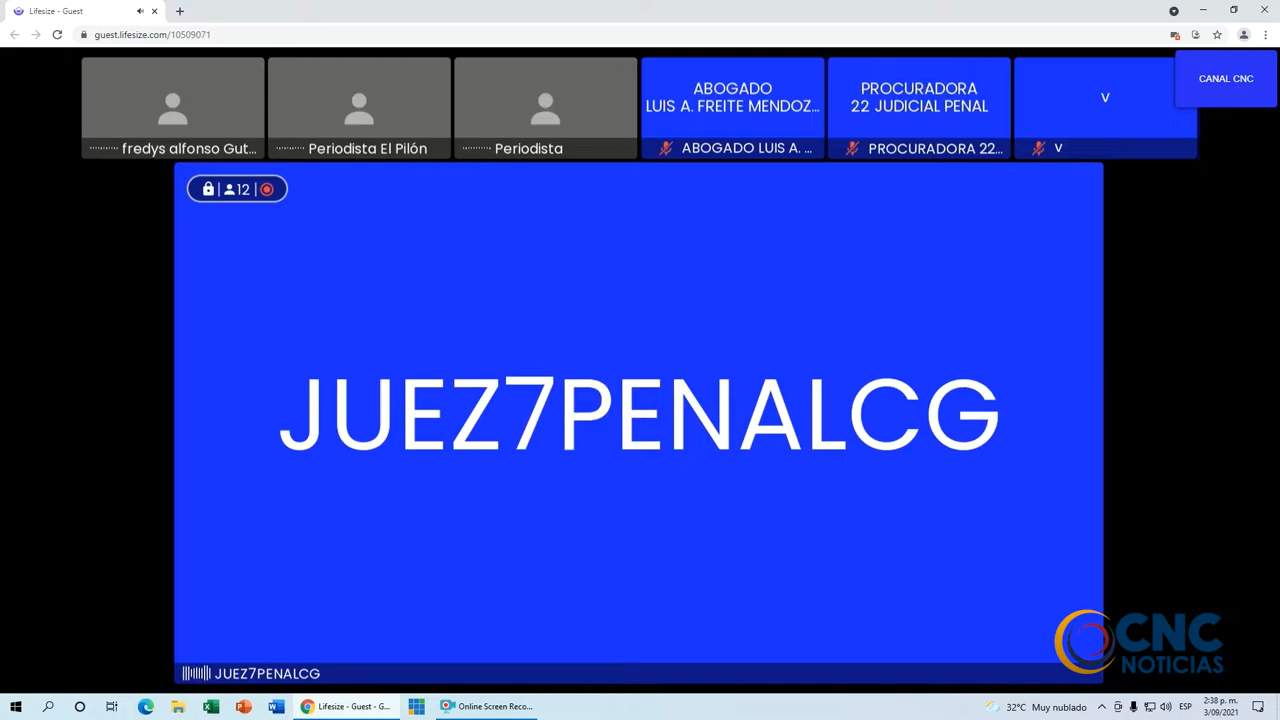 Lifesize - Guest
guest.lifesize.com/10509071
fredys alfonso Gut...
Periodista El Pilón
Periodista
ABOGADO
LUIS A. FREITE MENDOZ...
ABOGADO LUIS A. ...
PROCURADORA
22 JUDICIAL PENAL
PROCURADORA 22...
V
V
CANAL CNC
12
JUEZ7PENALCG
JUEZ7PENALCG
CNC
NOTICIAS
Lifesize - Guest - G...
Online Screen Reco...
32°C Muy nublado
ESP
2:38 p. m.
3/09/2021